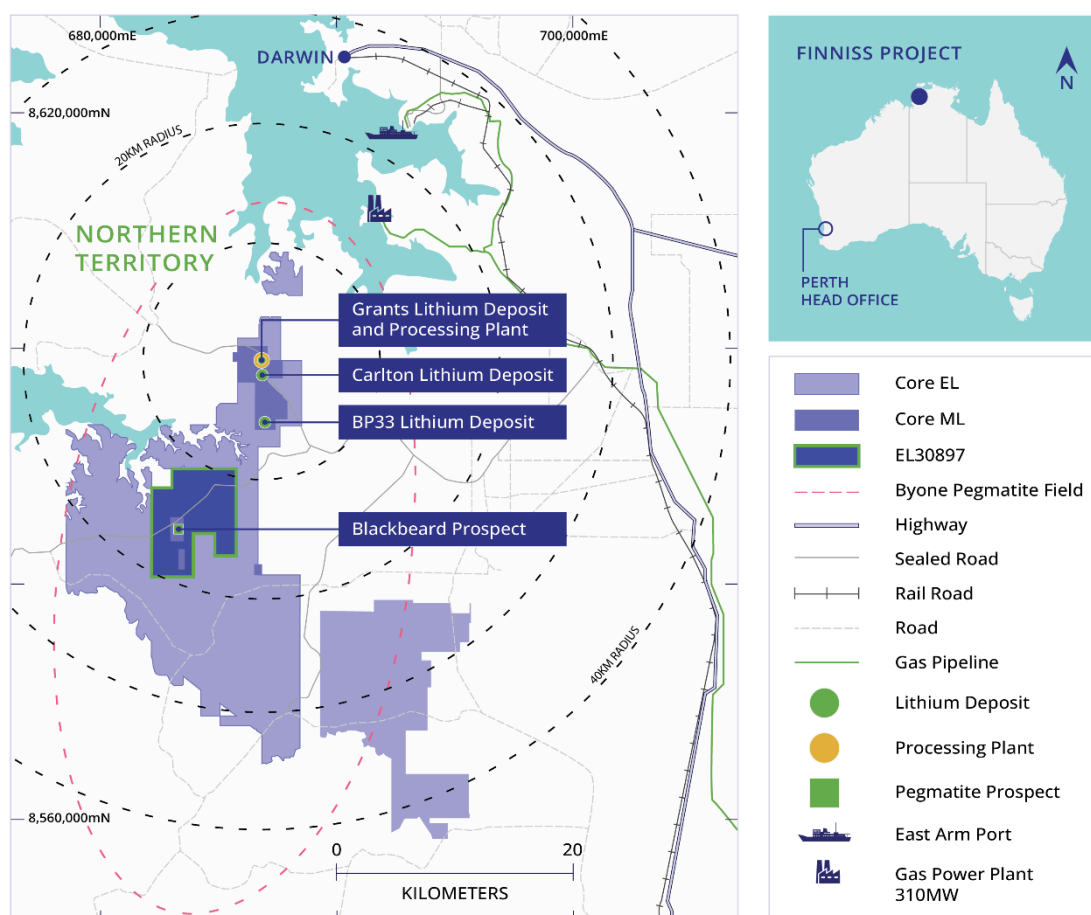 680,000mE
700,000mE
DARWIN
8,620,000mN
20KM RADIUS
NORTHERN
TERRITORY
Grants Lithium Deposit
and Processing Plant
Carlton Lithium Deposit
BP33 Lithium Deposit
Blackbeard Prospect
40KM RADIUS
8,560,000mN
0
20
KILOMETERS
FINNISS PROJECT
N
PERTH
HEAD OFFICE
Core EL
Core ML
EL30897
Byone Pegmatite Field
Highway
Sealed Road
Rail Road
Road
Gas Pipeline
Lithium Deposit
Processing Plant
Pegmatite Prospect
East Arm Port
Gas Power Plant
310MW